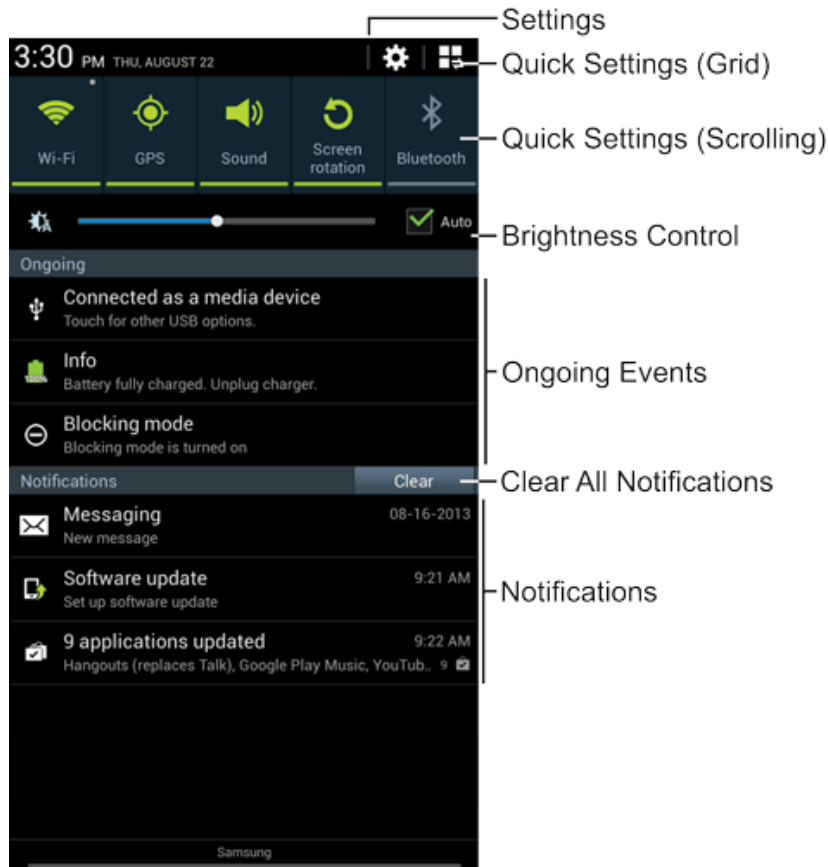 Settings
3:30 PM THU, AUGUST 22
Quick Settings (Grid)
Wi-Fi
GPS
Sound
Screen
rotation
Bluetooth
Quick Settings (Scrolling)
Auto
Brightness Control
Ongoing
Connected as a media device
Touch for other USB options.
100%
Info
Battery fully charged. Unplug charger.
Blocking mode
Blocking mode is turned on
Ongoing Events
Notifications
Clear
Clear All Notifications
Messaging 08-16-2013
New message
Software update 9:21 AM
Set up software update
Notifications
9 applications updated 9:22 AM
Hangouts (replaces Talk), Google Play Music, YouTub.. 9
Samsung